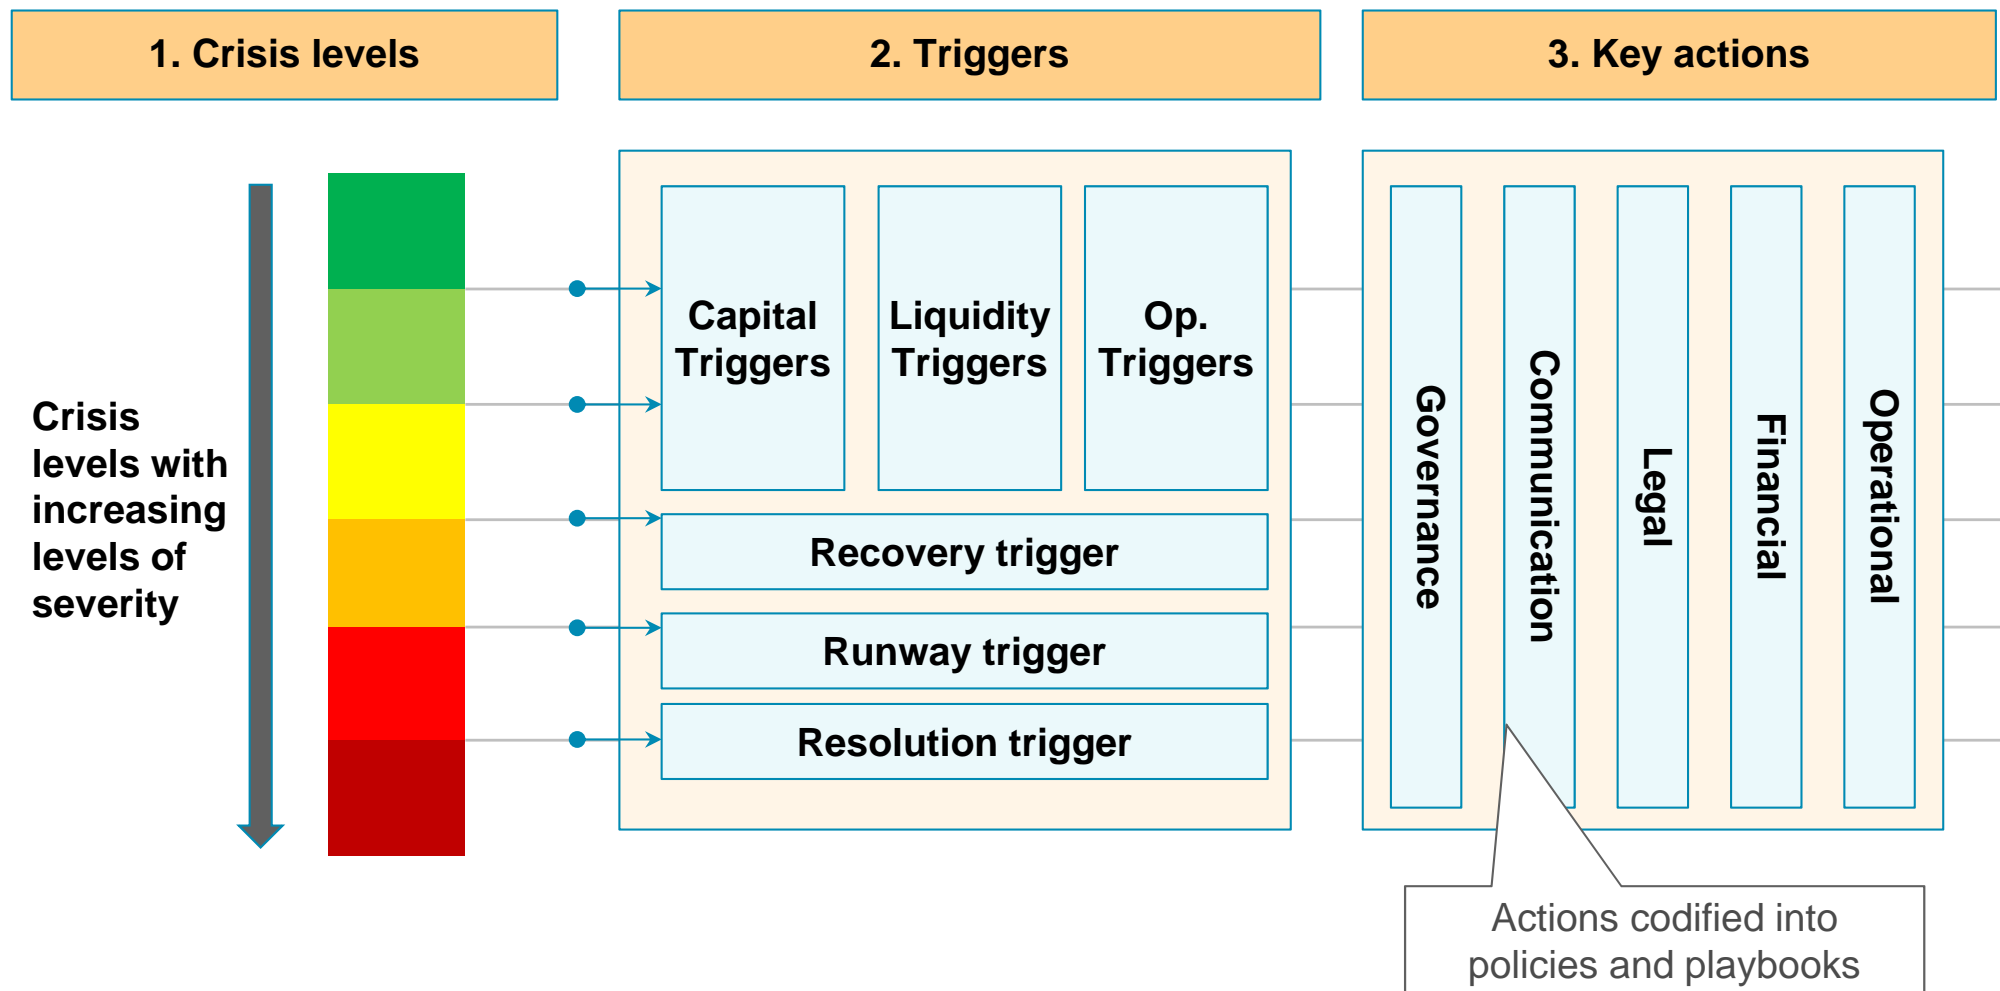 1. Crisis levels
2. Triggers
3. Key actions
Crisis
levels with
increasing
levels of
severity
Capital
Triggers
Liquidity
Triggers
Op.
Triggers
Recovery trigger
Runway trigger
Resolution trigger
Governance
Communication
Legal
Financial
Operational
Actions codified into
policies and playbooks